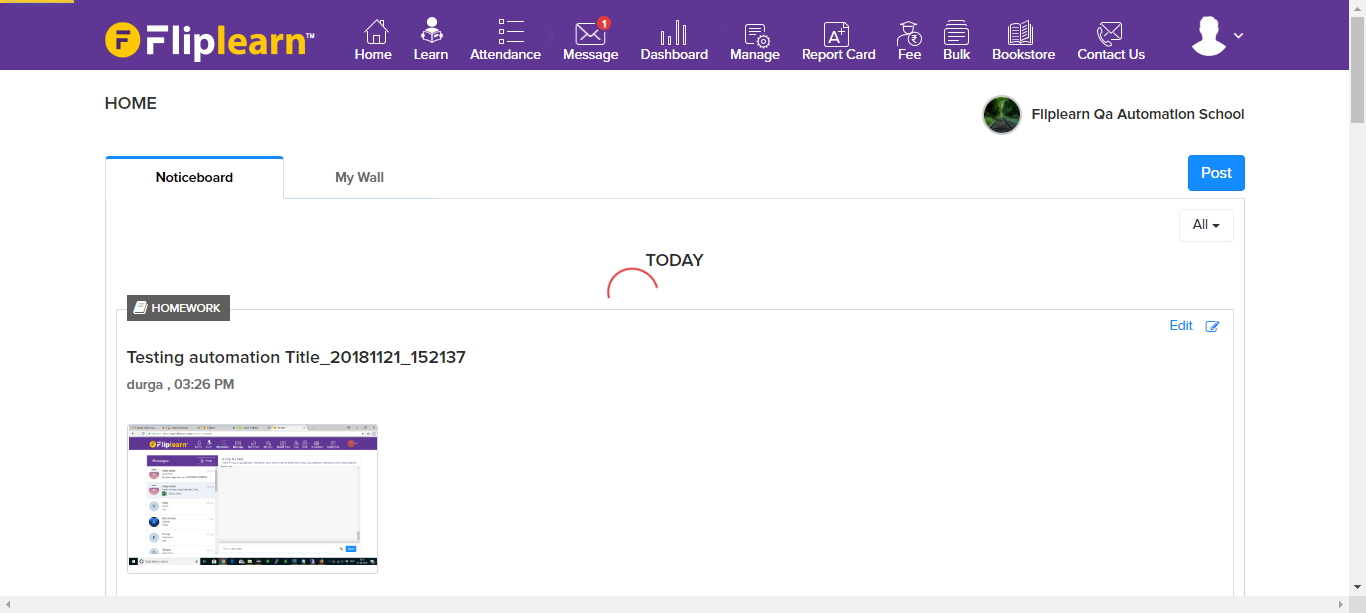 Fliplearn™
1
Home Learn Attendance Message Dashboard Manage Report Card Fee Bulk Bookstore Contact Us
HOME
Fliplearn Qa Automation School
Noticeboard My Wall
Post
All
TODAY
HOMEWORK
Edit
Testing automation Title_20181121_152137
durga , 03:26 PM
Fliplearn